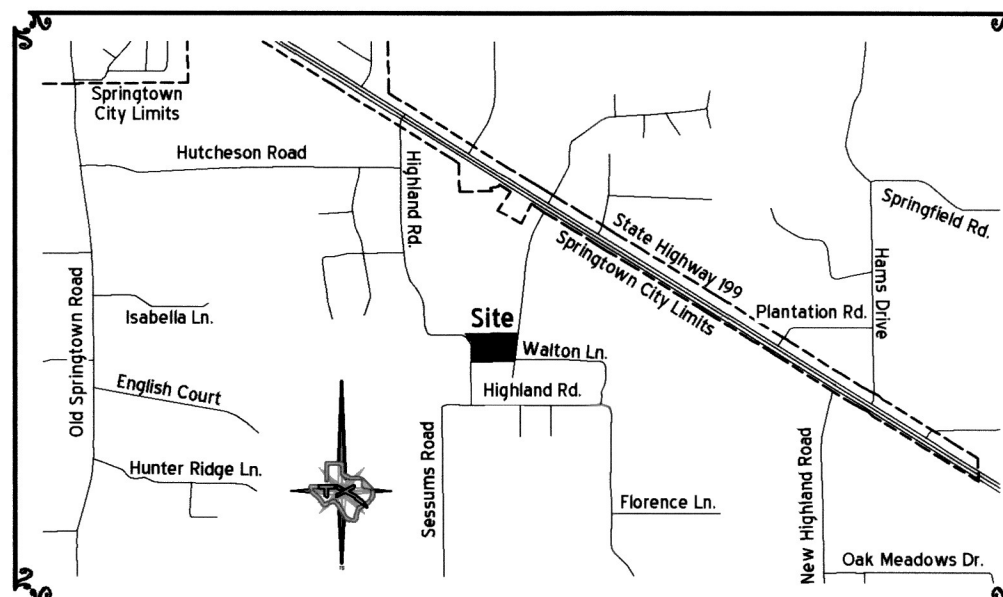 Springtown
City Limits
Hutcheson Road
Highland
Rd.
Springfield Rd.
State Highway 199
Springtown City Limits
Hams Drive
Old Springtown Road
Isabella Ln.
Site
Plantation Rd.
Walton Ln.
English Court
Highland Rd.
Hunter Ridge Ln.
Sessums Road
Florence Ln.
New Highland Road
Oak Meadows Dr.
TX